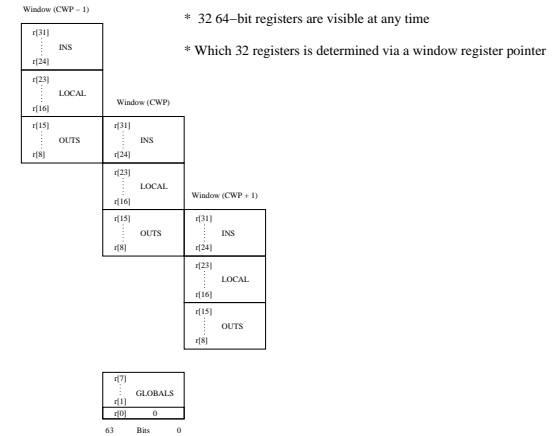 Window (CWP − 1)
* 32 64−bit registers are visible at any time
* Which 32 registers is determined via a window register pointer
r[31]
INS
r[24]
r[23]
LOCAL
r[16]
r[15]
OUTS
r[8]
Window (CWP)
r[31]
INS
r[24]
r[23]
LOCAL
r[16]
r[15]
OUTS
r[8]
Window (CWP + 1)
r[31]
INS
r[24]
r[23]
LOCAL
r[16]
r[15]
OUTS
r[8]
r[7]
GLOBALS
r[1]
r[0] 0
63 Bits 0